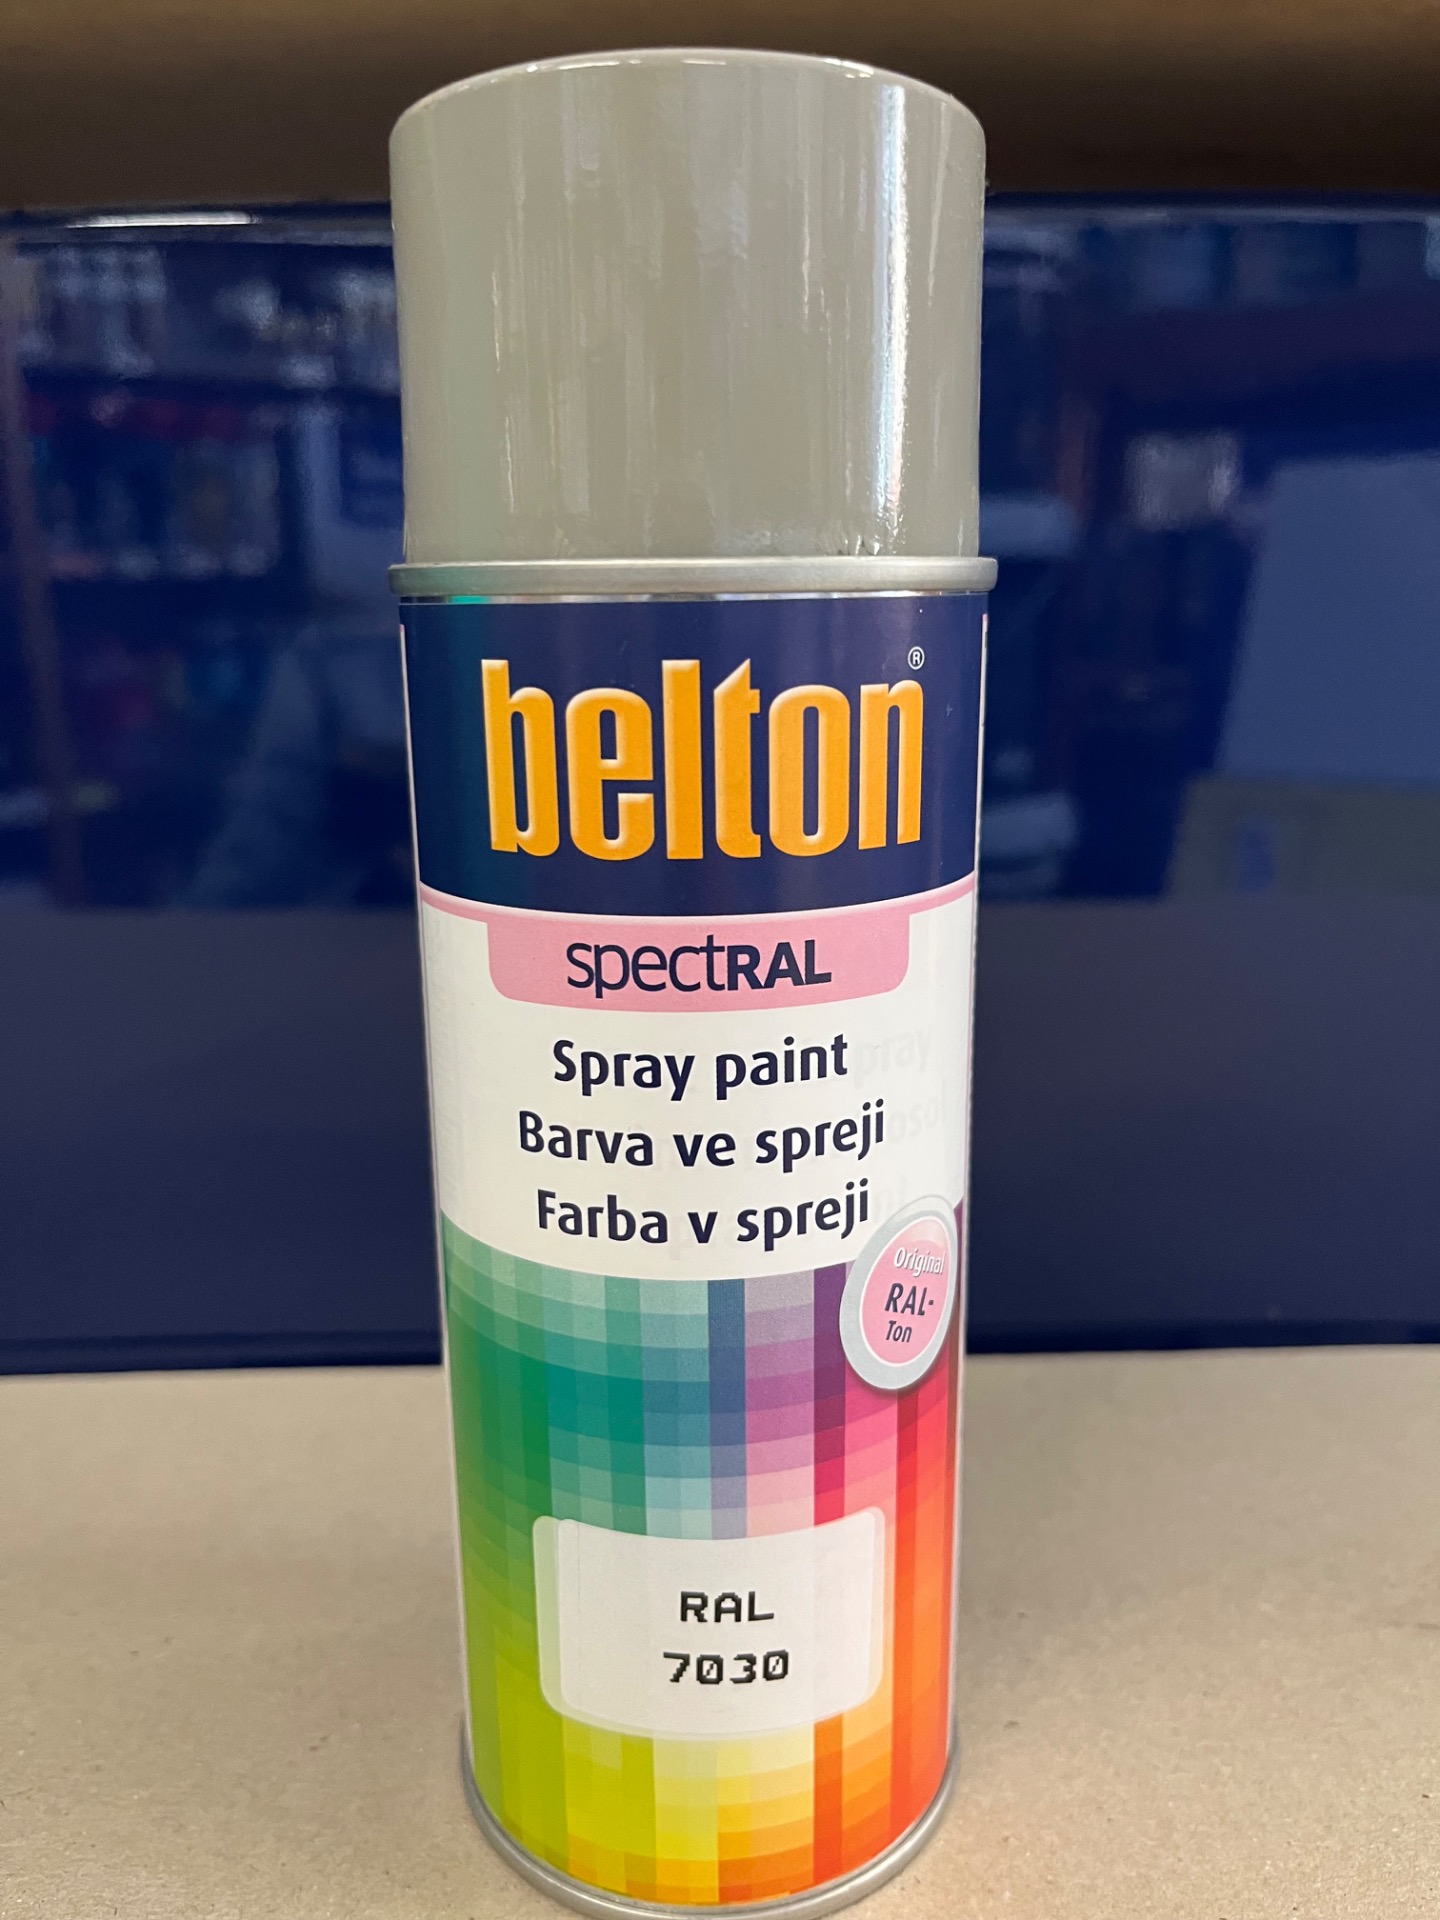 belton®
spectRAL
Spray paint
Barva ve spreji
Farba v spreji
Original
RAL-
Ton
RAL
7030